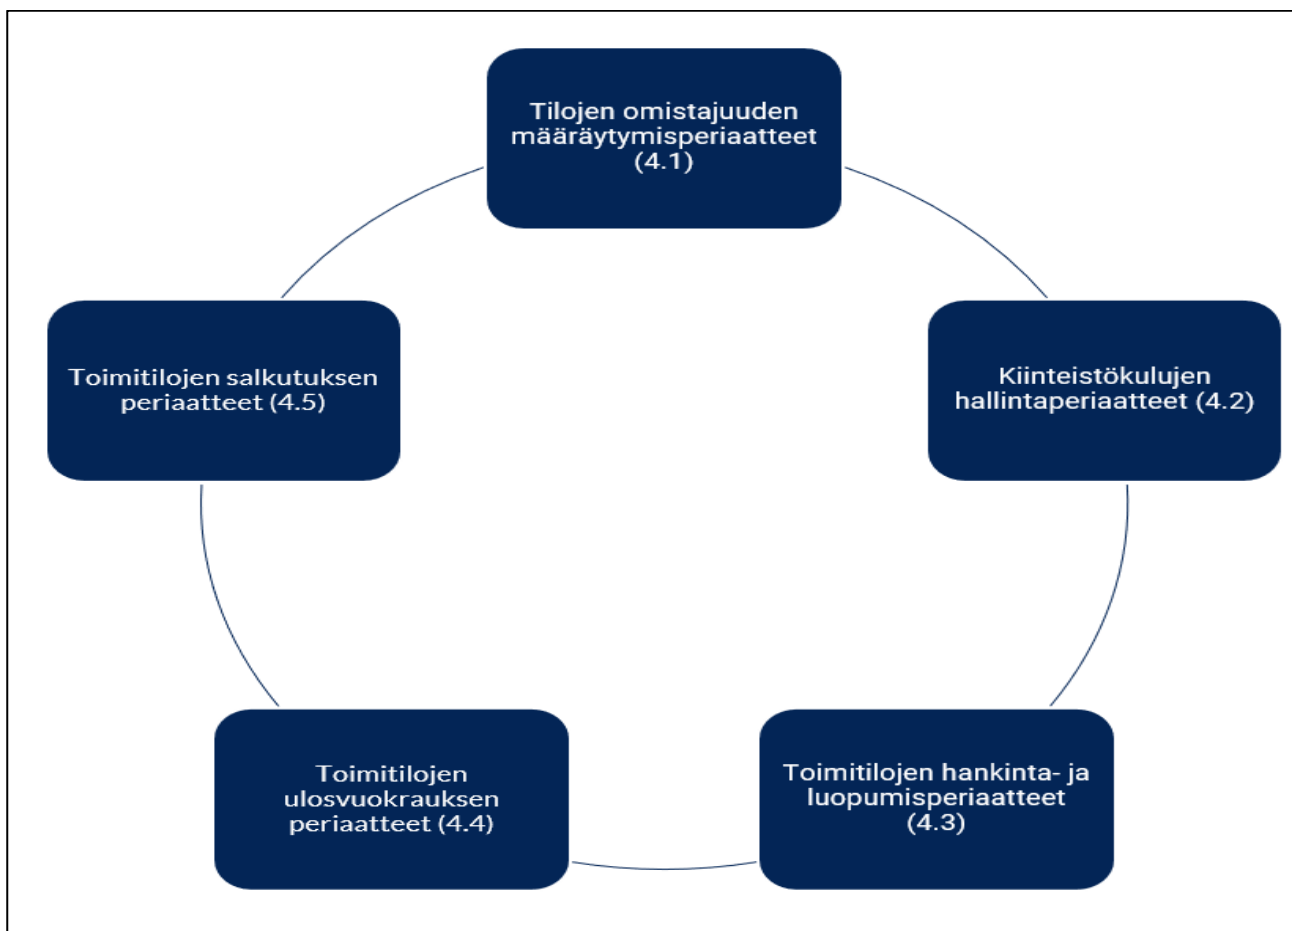 Tilojen omistajuuden
määräytymisperiaatteet
(4.1)
Kiinteistökulujen
hallintaperiaatteet (4.2)
Toimitilojen hankinta- ja
luopumisperiaatteet
(4.3)
Toimitilojen
ulosvuokrauksen
periaatteet (4.4)
Toimitilojen salkutuksen
periaatteet (4.5)